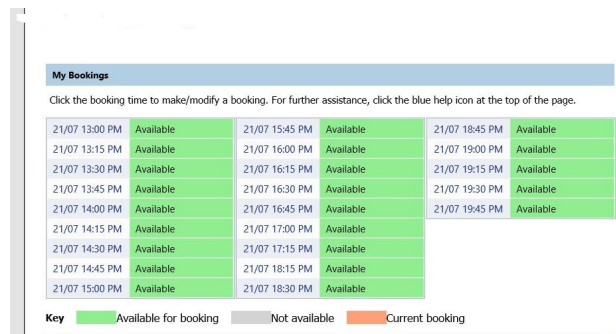 My Bookings
Click the booking time to make/modify a booking. For further assistance, click the blue help icon at the top of the page.
21/07 13:00 PM Available 21/07 15:45 PM Available 21/07 18:45 PM Available
21/07 13:15 PM Available 21/07 16:00 PM Available 21/07 19:00 PM Available
21/07 13:30 PM Available 21/07 16:15 PM Available 21/07 19:15 PM Available
21/07 13:45 PM Available 21/07 16:30 PM Available 21/07 19:30 PM Available
21/07 14:00 PM Available 21/07 16:45 PM Available 21/07 19:45 PM Available
21/07 14:15 PM Available 21/07 17:00 PM Available
21/07 14:30 PM Available 21/07 17:15 PM Available
21/07 14:45 PM Available 21/07 18:15 PM Available
21/07 15:00 PM Available 21/07 18:30 PM Available
Key Available for booking Not available Current booking